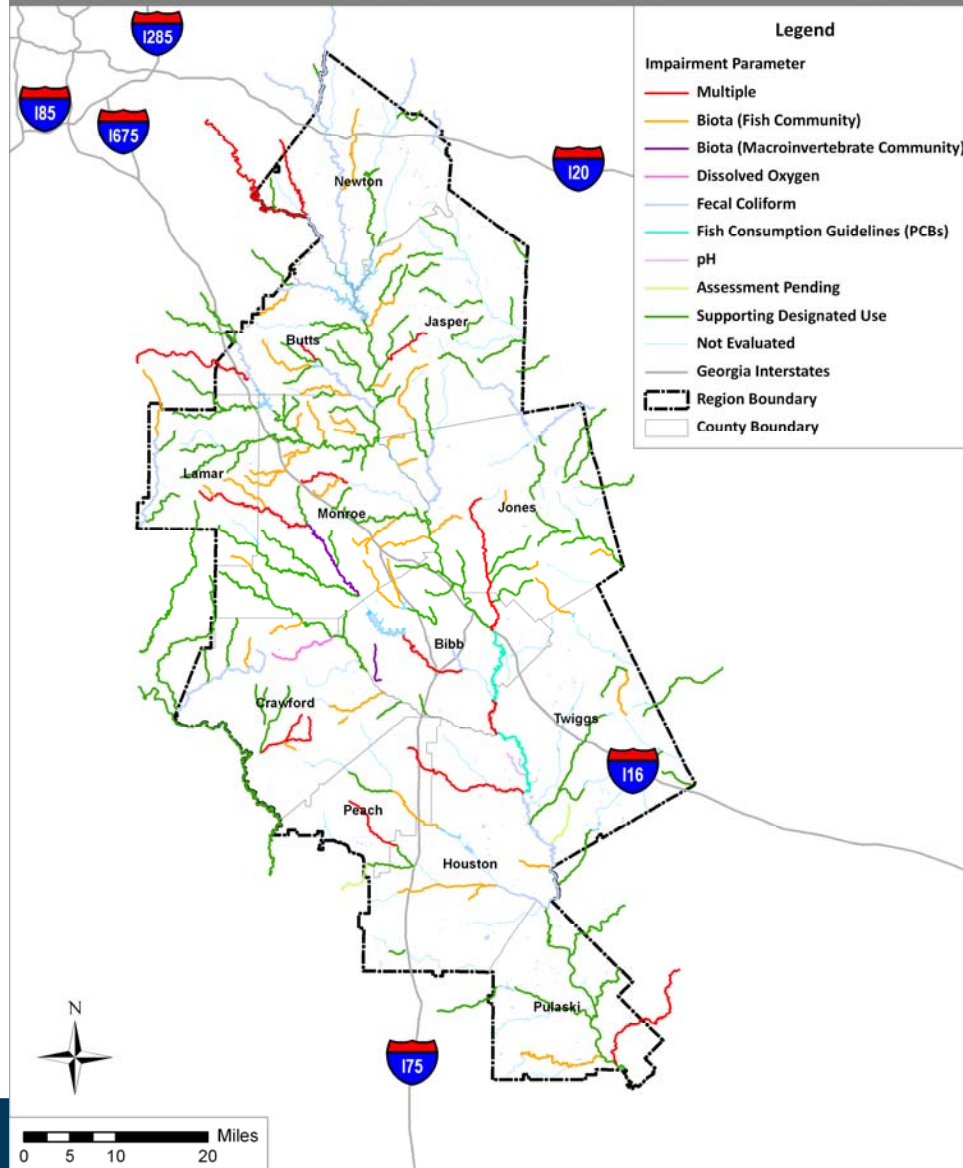 I285
I85
I675
I20
Legend
Impairment Parameter
Multiple
Biota (Fish Community)
Biota (Macroinvertebrate Community)
Dissolved Oxygen
Fecal Coliform
Fish Consumption Guidelines (PCBs)
pH
Assessment Pending
Supporting Designated Use
Not Evaluated
Georgia Interstates
Region Boundary
County Boundary
Newton
Jasper
Butts
Lamar
Monroe
Jones
Bibb
Crawford
Twiggs
I16
Peach
Houston
Pulaski
N
I75
Miles
0 5 10 20